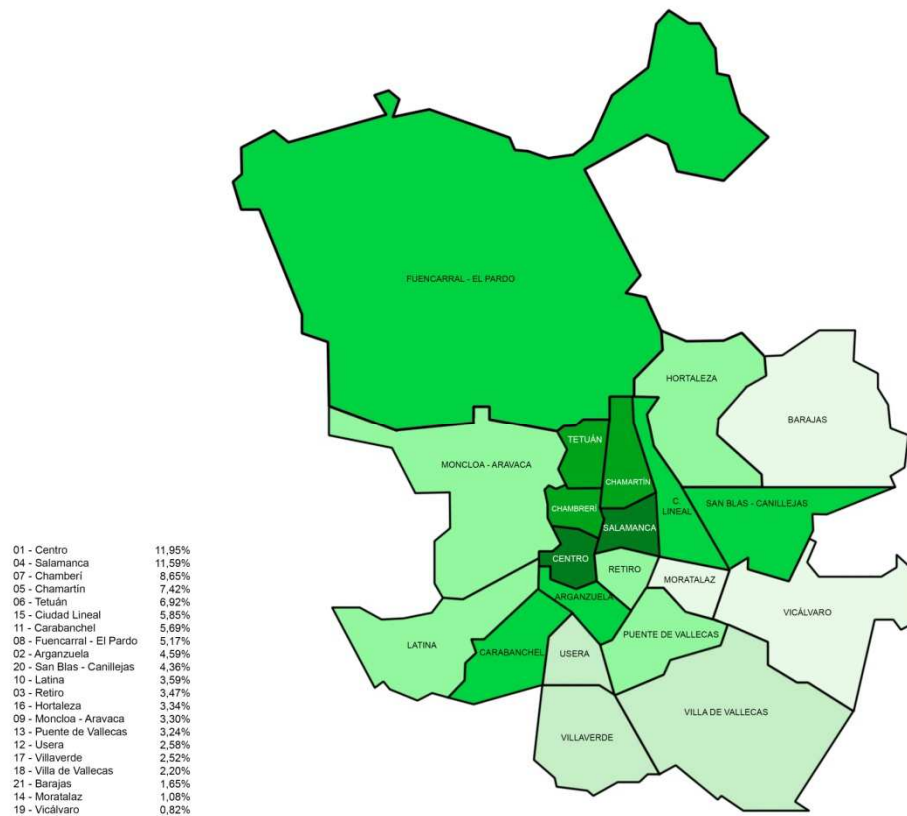 FUENCARRAL - EL PARDO
HORTALEZA
BARAJAS
TETUÁN
MONCLOA - ARAVACA
CHAMARTÍN
C.
LINEAL
SAN BLAS - CANILLEJAS
CHAMBRERÍ
SALAMANCA
CENTRO
RETIRO
MORATALAZ
ARGANZUELA
VICÁLVARO
PUENTE DE VALLECAS
LATINA
CARABANCHEL
USERA
VILLA DE VALLECAS
VILLAVERDE
01 - Centro 11,95%
04 - Salamanca 11,59%
07 - Chamberí 8,65%
05 - Chamartín 7,42%
06 - Tetuán 6,92%
15 - Ciudad Lineal 5,85%
11 - Carabanchel 5,69%
08 - Fuencarral - El Pardo 5,17%
02 - Arganzuela 4,59%
20 - San Blas - Canillejas 4,36%
10 - Latina 3,59%
03 - Retiro 3,47%
16 - Hortaleza 3,34%
09 - Moncloa - Aravaca 3,30%
13 - Puente de Vallecas 3,24%
12 - Usera 2,58%
17 - Villaverde 2,52%
18 - Villa de Vallecas 2,20%
21 - Barajas 1,65%
14 - Moratalaz 1,08%
19 - Vicálvaro 0,82%